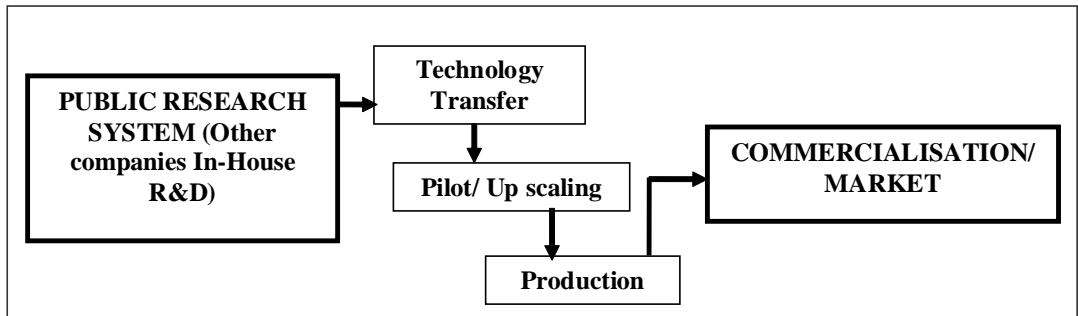 PUBLIC RESEARCH
SYSTEM (Other
companies In-House
R&D)
Technology
Transfer
Pilot/ Up scaling
Production
COMMERCIALISATION/
MARKET